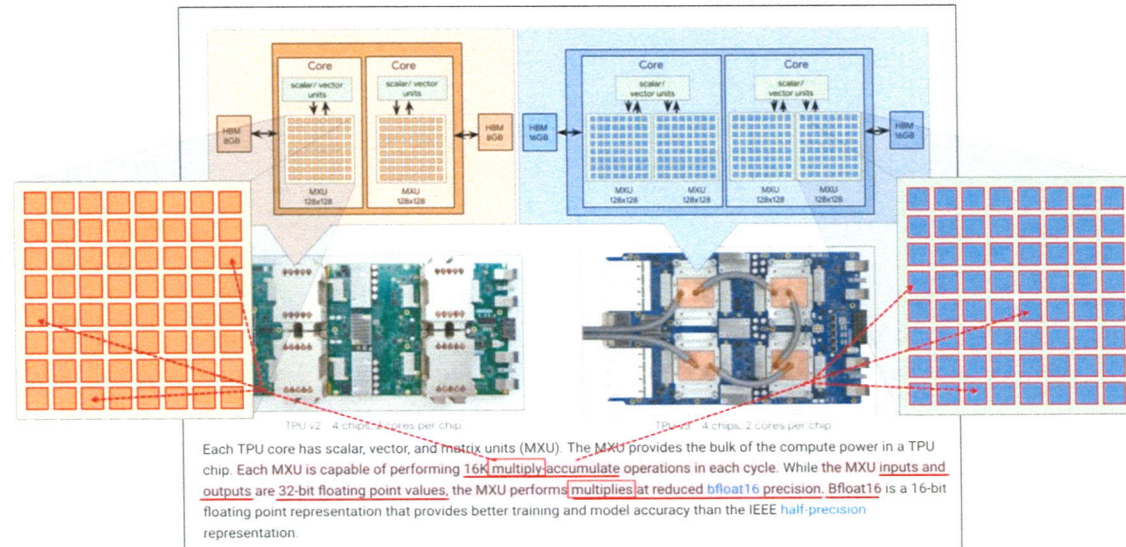 Core Core
scalar/ vector units
scalar/ vector units
HBM 8GB
HBM 8GB
MXU 128x128
MXU 128x128
Core Core
scalar/ vector units
scalar/ vector units
HBM 16GB
HBM 16GB
MXU 128x128
MXU 128x128
MXU 128x128
MXU 128x128
TPU v2 4 chips, 2 cores per chip
TPU v3 4 chips, 2 cores per chip
Each TPU core has scalar, vector, and matrix units (MXU). The MXU provides the bulk of the compute power in a TPU
chip. Each MXU is capable of performing 16K multiply-accumulate operations in each cycle. While the MXU inputs and
outputs are 32-bit floating point values, the MXU performs multiplies at reduced bfloat16 precision. Bfloat16 is a 16-bit
floating point representation that provides better training and model accuracy than the IEEE half-precision
representation.